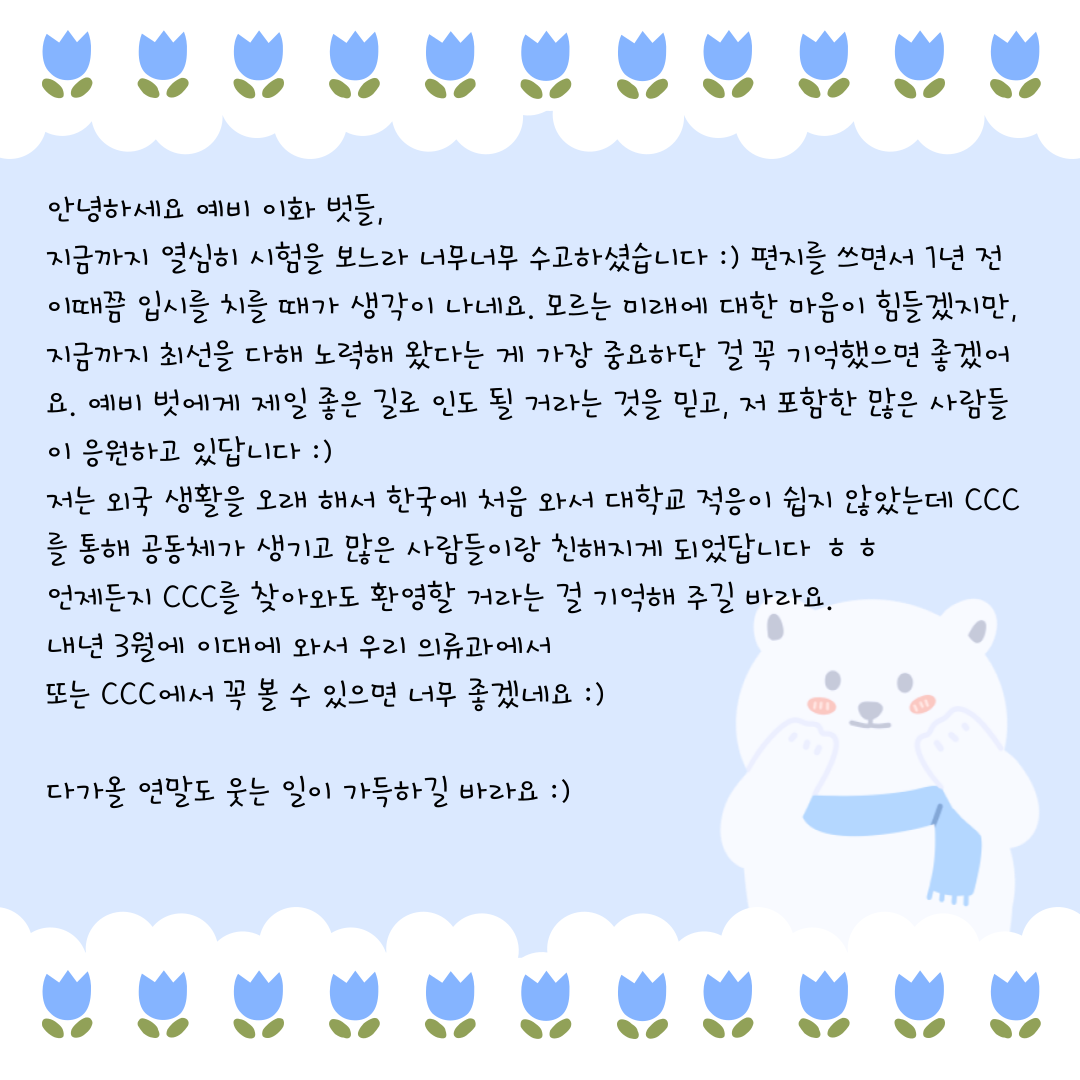 안녕하세요 예비 이화 벗들,
지금까지 열심히 시험을 보느라 너무너무 수고하셨습니다 :) 편지를 쓰면서 1년 전
이때쯤 입시를 치를 때가 생각이 나네요. 모르는 미래에 대한 마음이 힘들겠지만,
지금까지 최선을 다해 노력해 왔다는 게 가장 중요하단 걸 꼭 기억했으면 좋겠어
요. 예비 벗에게 제일 좋은 길로 인도 될 거라는 것을 믿고, 저 포함한 많은 사람들
이 응원하고 있답니다 :)
저는 외국 생활을 오래 해서 한국에 처음 와서 대학교 적응이 쉽지 않았는데 CCC
를 통해 공동체가 생기고 많은 사람들이랑 친해지게 되었답니다 ㅎㅎ
언제든지 CCC를 찾아와도 환영할 거라는 걸 기억해 주길 바라요.
내년 3월에 이대에 와서 우리 의류과에서
또는 CCC에서 꼭 볼 수 있으면 너무 좋겠네요 :)
다가올 연말도 웃는 일이 가득하길 바라요 :)